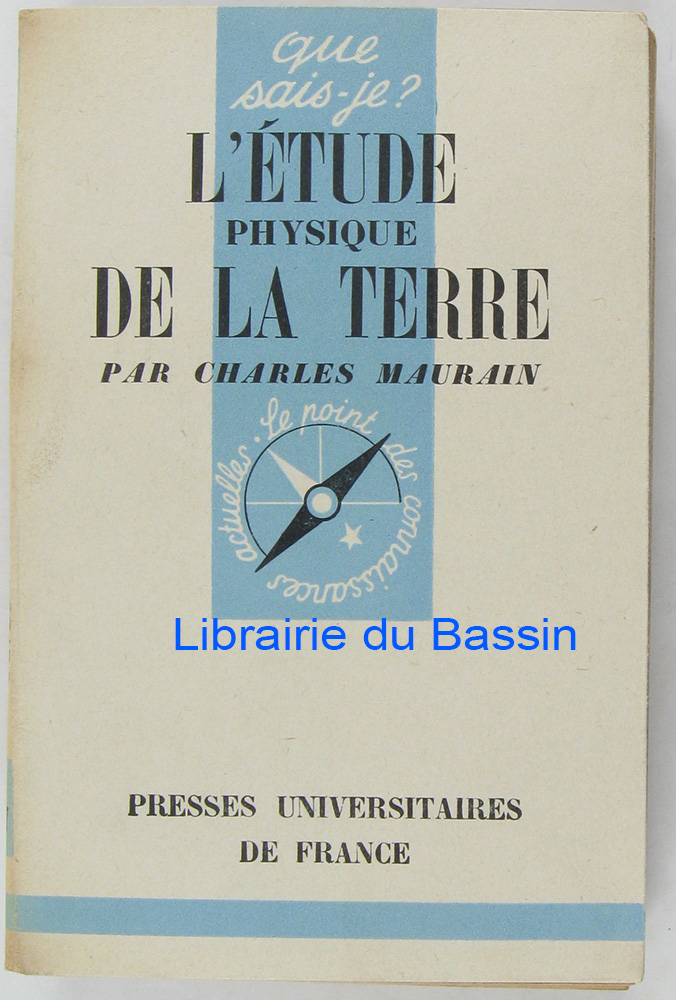 que
sais-je?
L'ÉTUDE
PHYSIQUE
DE LA TERRE
PAR CHARLES MAURAIN
le point des connaissances actuelles.
Librairie du Bassin
PRESSES UNIVERSITAIRES
DE FRANCE